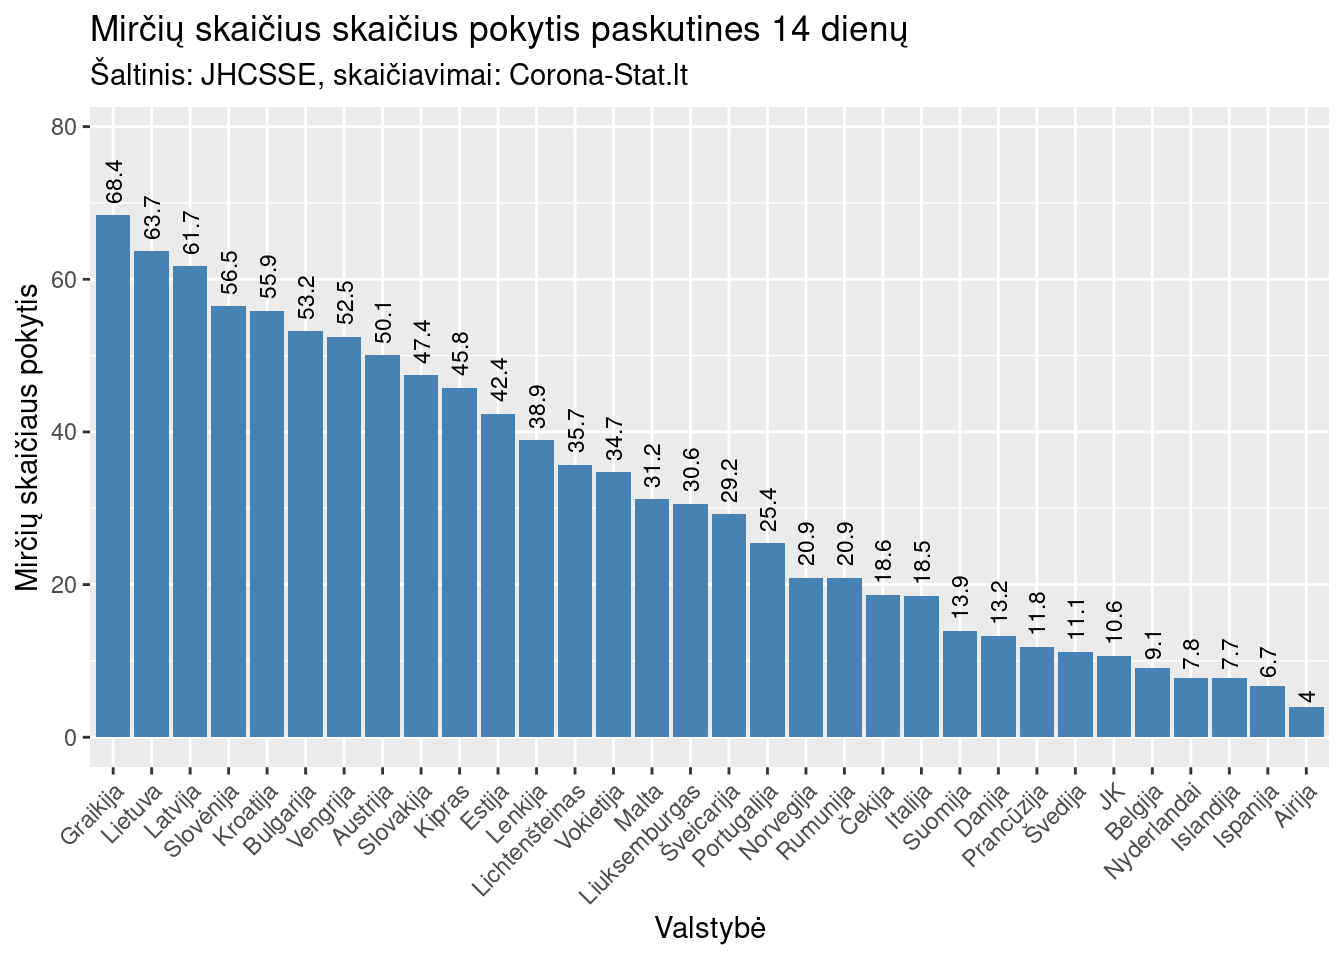 Mirčių skaičius skaičius pokytis paskutines 14 dienų
Šaltinis: JHCSSE, skaičiavimai: Corona-Stat.lt
Mirčių skaičiaus pokytis
80
60
40
20
0
68.4
63.7
61.7
56.5
55.9
53.2
52.5
50.1
47.4
45.8
42.4
38.9
35.7
34.7
31.2
30.6
29.2
25.4
20.9
20.9
18.6
18.5
13.9
13.2
11.8
11.1
10.6
9.1
7.8
7.7
6.7
4
Graikija
Lietuva
Latvija
Slovėnija
Kroatija
Bulgarija
Vengrija
Austrija
Slovakija
Kipras
Estija
Lenkija
Lichtenšteinas
Vokietija
Malta
Liuksemburgas
Šveicarija
Portugalija
Norvegija
Rumunija
Čekija
Italija
Suomija
Danija
Prancūzija
Švedija
JK
Belgija
Nyderlandai
Islandija
Ispanija
Airija
Valstybė